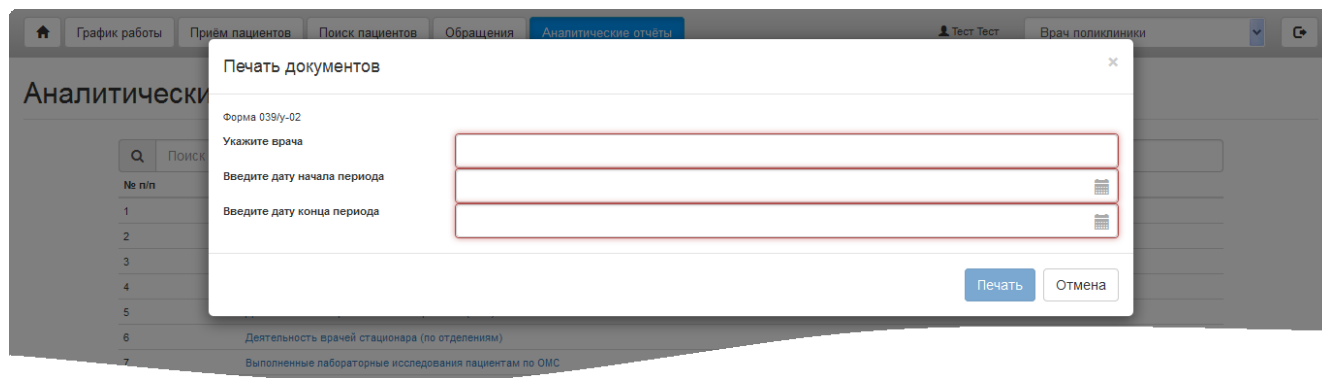 График работы Приём пациентов Поиск пациентов Обращения Аналитические отчёты Тест Тест Врач поликлиники
Печать документов ×
Аналитически
Форма 039/у-02
Укажите врача
Поиск
Введите дату начала периода
№ п/п
1
Введите дату конца периода
2
3
4
Печать Отмена
5
6 Деятельность врачей стационара (по отделениям)
7 Выполненные лабораторные исследования пациентам по ОМС